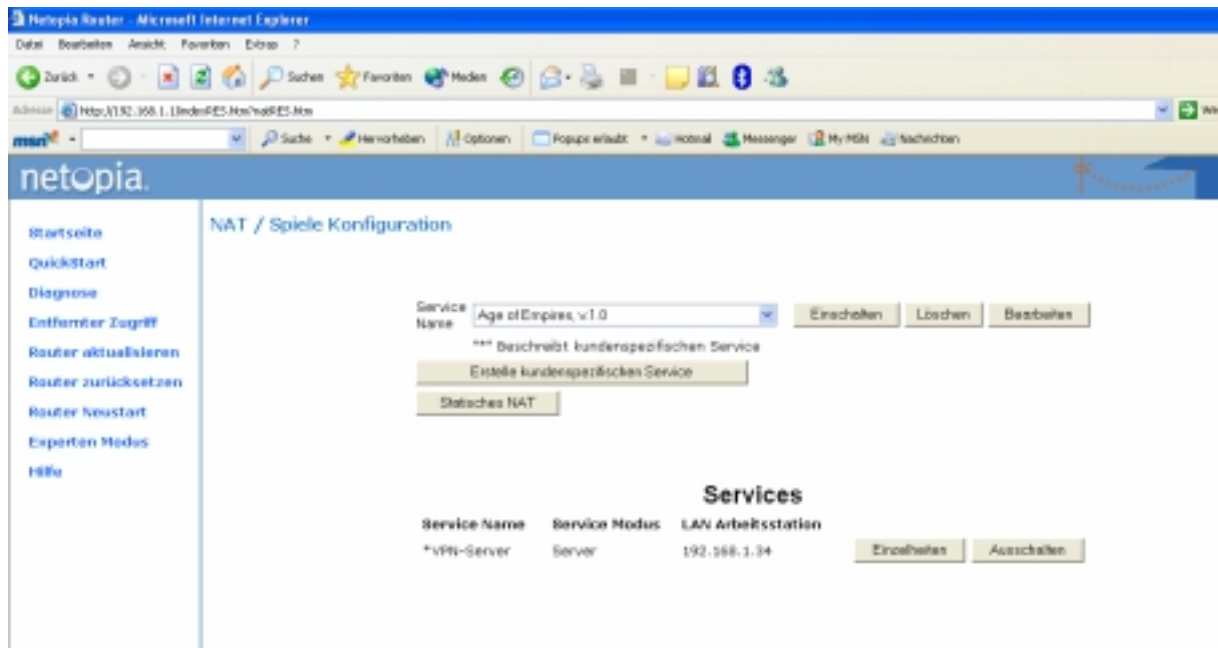 Netopia Router - Microsoft Internet Explorer
Datei Bearbeiten Ansicht Favoriten Extras ?
Zurück Suchen Favoriten Medien
Adresse
msn Suche Hervorheben Optionen Popups erlaubt Hotmail Messenger My MSN Nachrichten
netopia.
Startseite
QuickStart
Diagnose
Entfernter Zugriff
Router aktualisieren
Router zurücksetzen
Router Neustart
Experten Modus
Hilfe
NAT / Spiele Konfiguration
Service Name Age of Empires, v.1.0 Einschalten Löschen Bearbeiten
*** Beschreibt kundenspezifischen Service
Erstelle kundenspezifischen Service
Statisches NAT
Services
Service Name Service Modus LAN Arbeitsstation
*VPN-Server Server 192.168.1.34 Einzelheiten Ausschalten